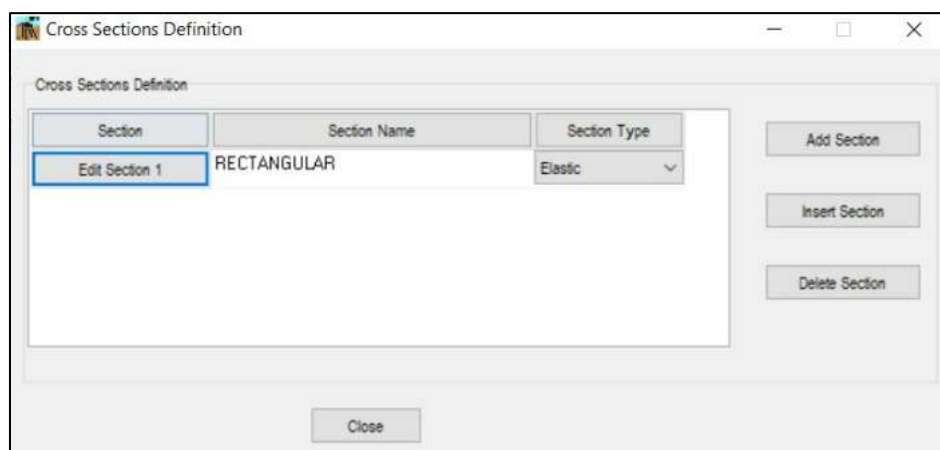 Cross Sections Definition
Cross Sections Definition
Section Section Name Section Type
Add Section
Edit Section 1 RECTANGULAR Elastic
Insert Section
Delete Section
Close